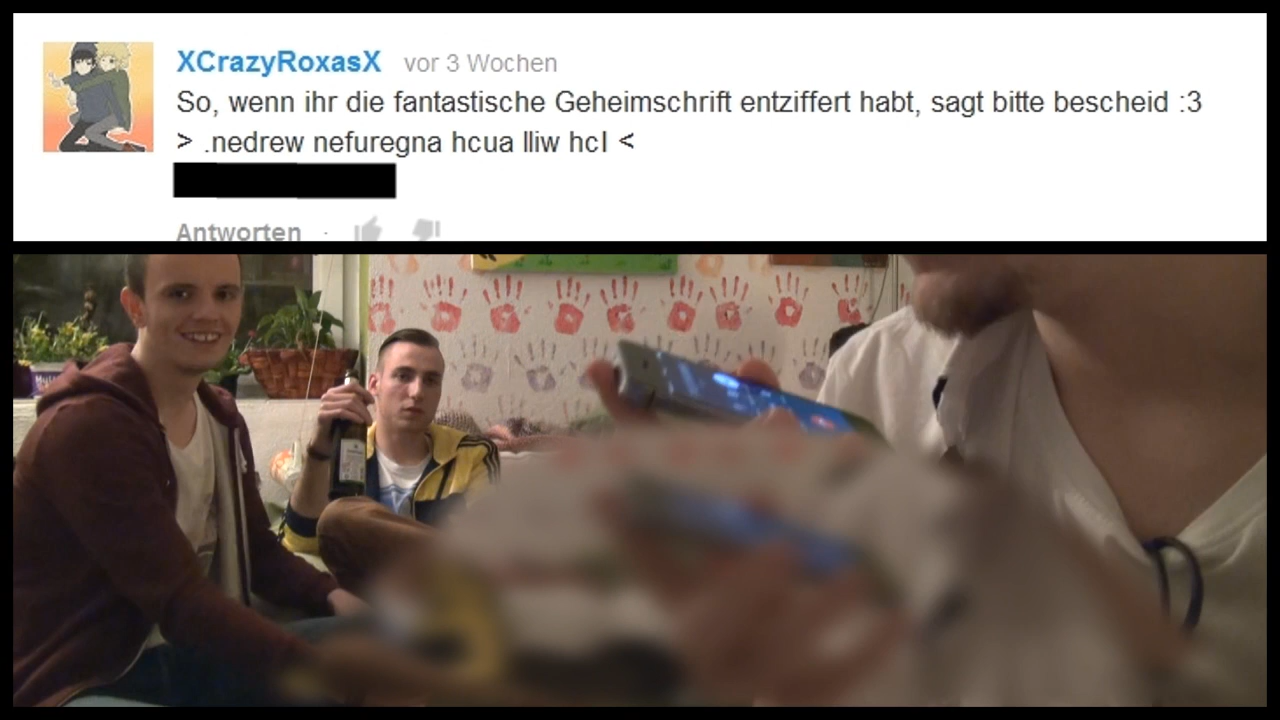 XCrazyRoxasX vor 3 Wochen
So, wenn ihr die fantastische Geheimschrift entziffert habt, sagt bitte bescheid :3
> .nedrew nefuregna hcua lliw hcI <
Antworten ·